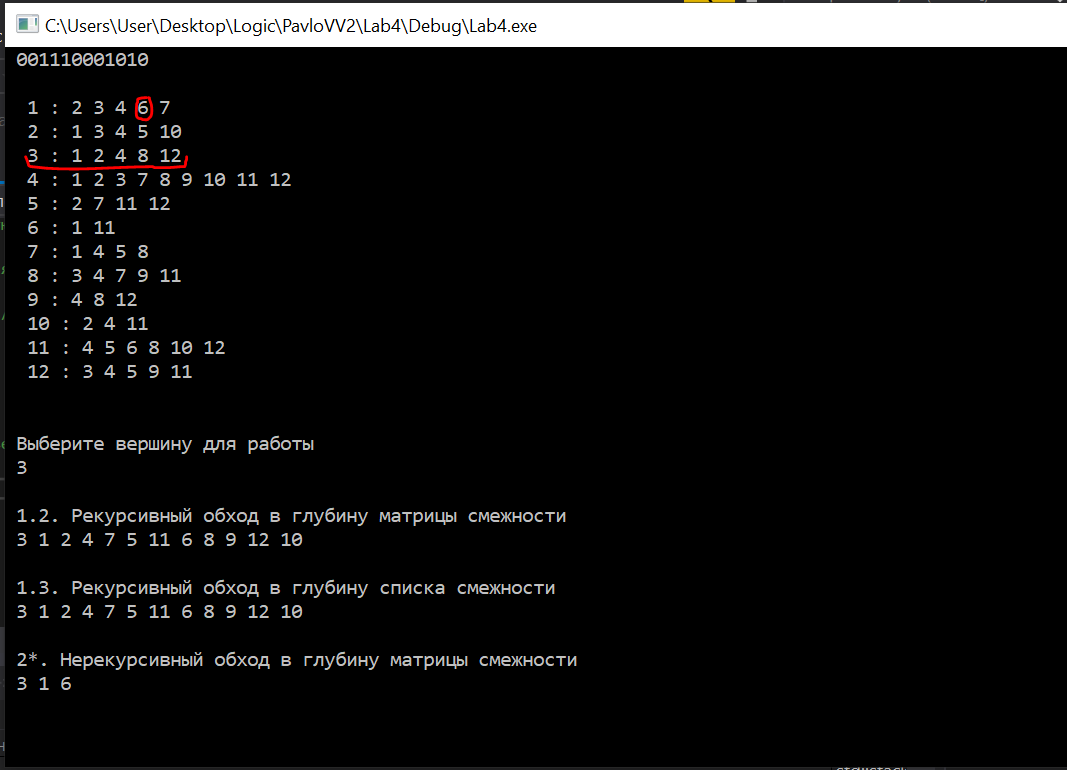 C:\Users\User\Desktop\Logic\PavloVV2\Lab4\Debug\Lab4.exe
001110001010
1 : 2 3 4 6 7
2 : 1 3 4 5 10
3 : 1 2 4 8 12
4 : 1 2 3 7 8 9 10 11 12
5 : 2 7 11 12
6 : 1 11
7 : 1 4 5 8
8 : 3 4 7 9 11
9 : 4 8 12
10 : 2 4 11
11 : 4 5 6 8 10 12
12 : 3 4 5 9 11
Выберите вершину для работы
3
1.2. Рекурсивный обход в глубину матрицы смежности
3 1 2 4 7 5 11 6 8 9 12 10
1.3. Рекурсивный обход в глубину списка смежности
3 1 2 4 7 5 11 6 8 9 12 10
2*. Нерекурсивный обход в глубину матрицы смежности
3 1 6